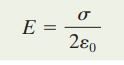 E = σ / 2ε₀